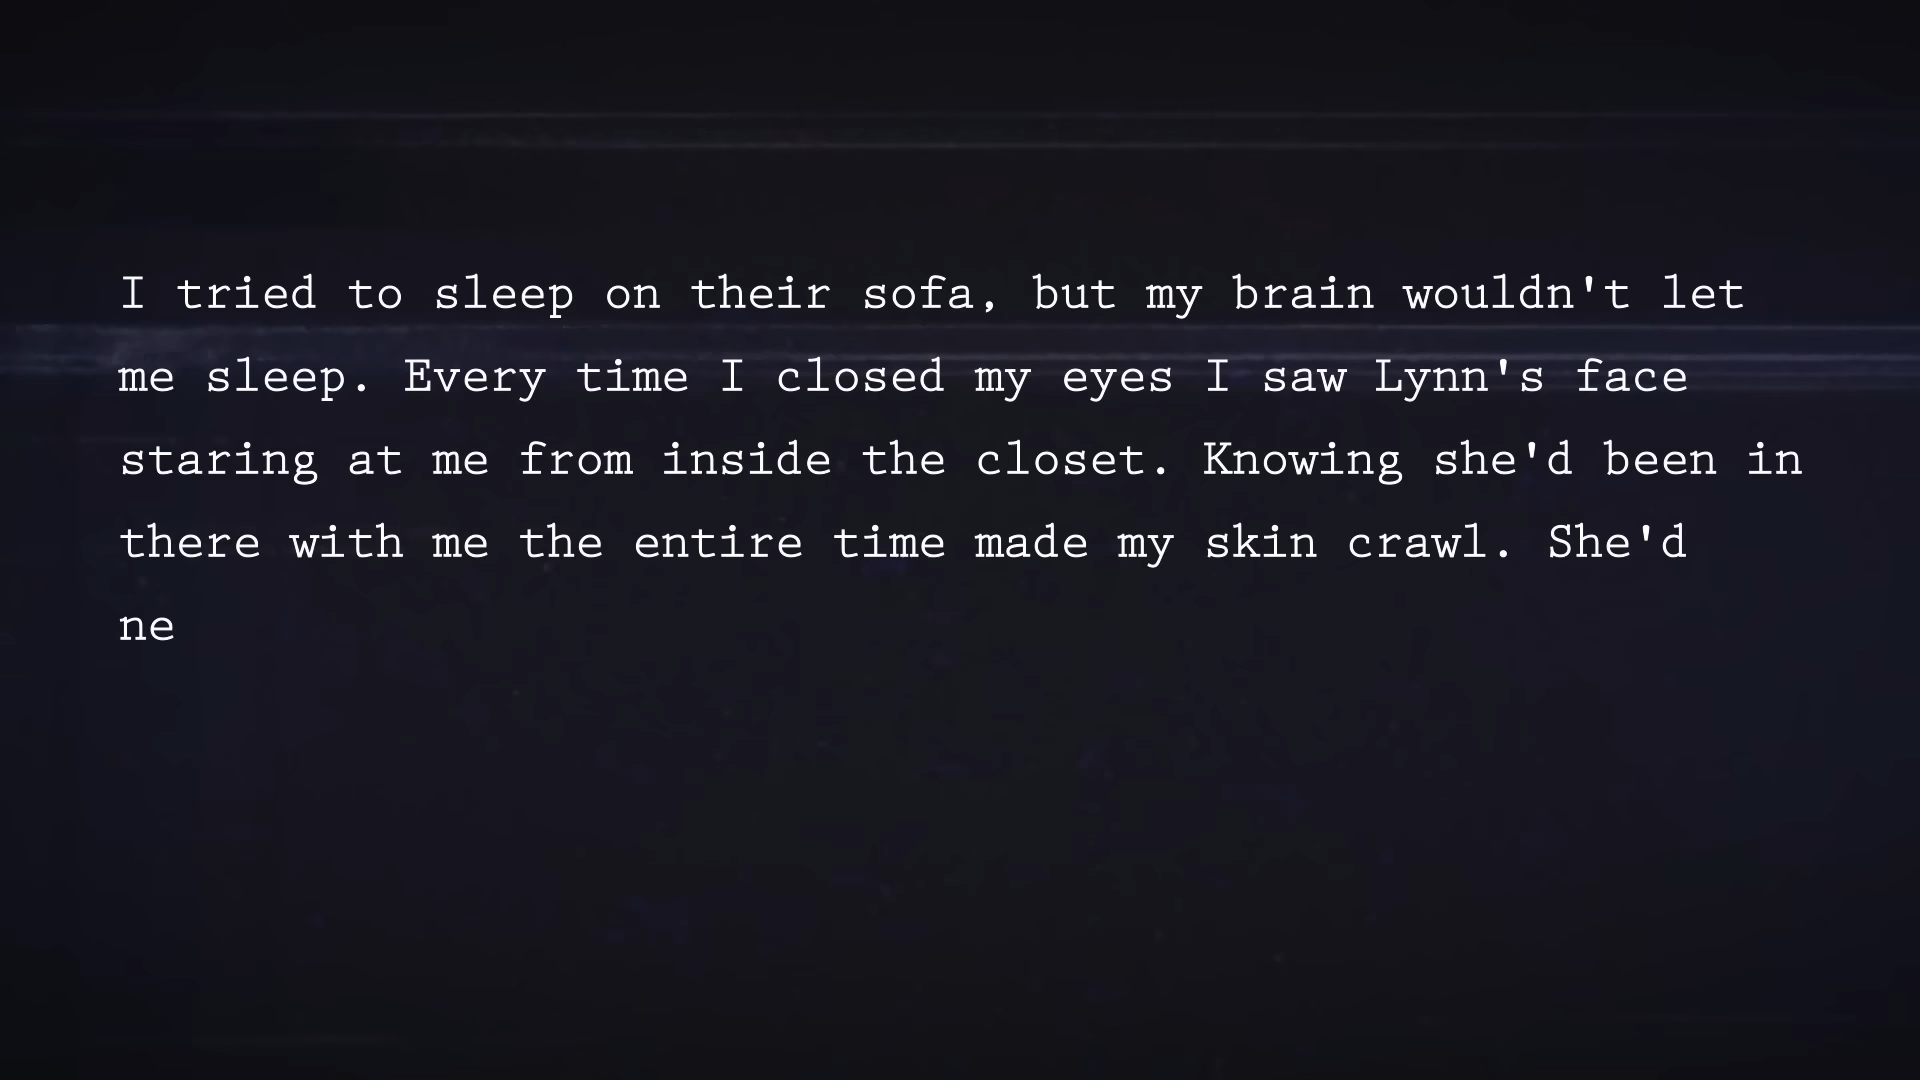 I tried to sleep on their sofa, but my brain wouldn't let
me sleep. Every time I closed my eyes I saw Lynn's face
staring at me from inside the closet. Knowing she'd been in
there with me the entire time made my skin crawl. She'd
ne